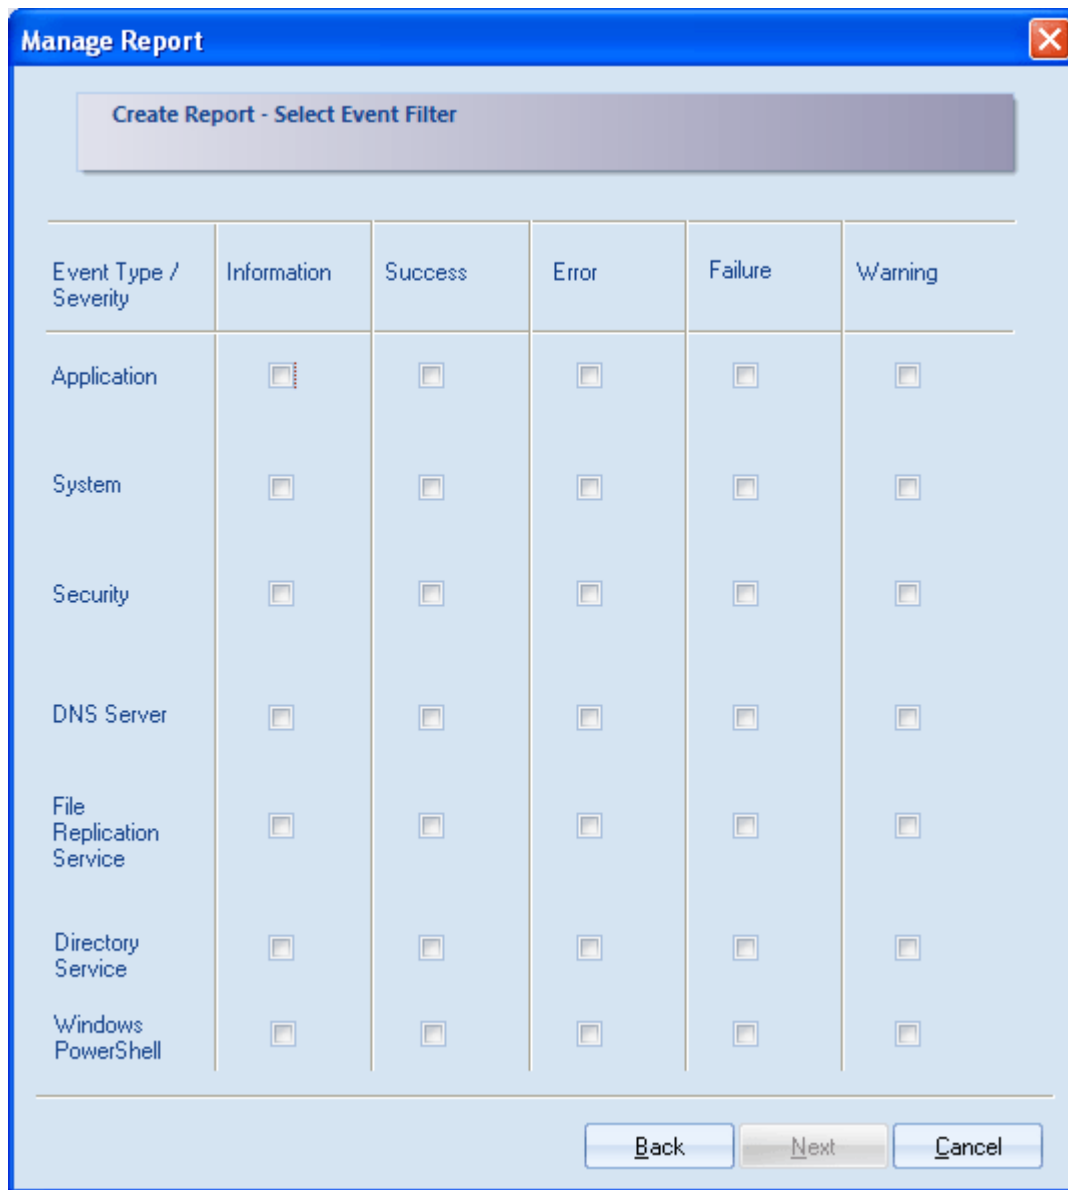 Manage Report
Create Report - Select Event Filter
Event Type /
Severity
Information
Success
Error
Failure
Warning
Application
System
Security
DNS Server
File
Replication
Service
Directory
Service
Windows
PowerShell
Back
Next
Cancel